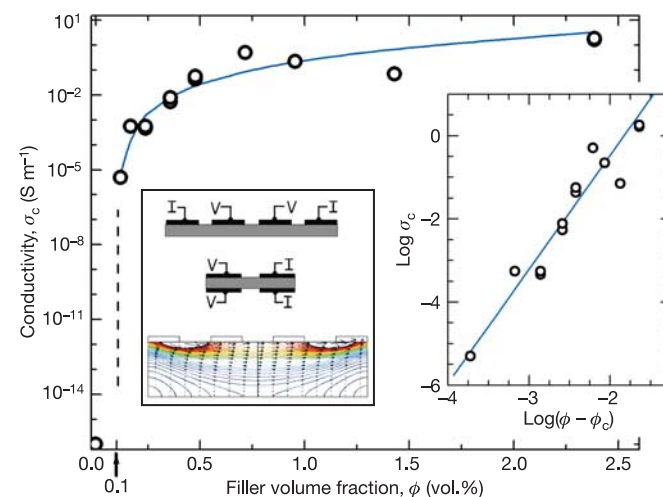 10¹
10⁻²
10⁻⁵
10⁻⁸
10⁻¹¹
10⁻¹⁴
Conductivity, σc (S m⁻¹)
0.0
0.5
1.0
1.5
2.0
2.5
0.1
Filler volume fraction, ϕ (vol.%)
I V V I
V I
V I
0
−2
−4
−6
Log σc
−4 −3 −2
Log(ϕ − ϕc)